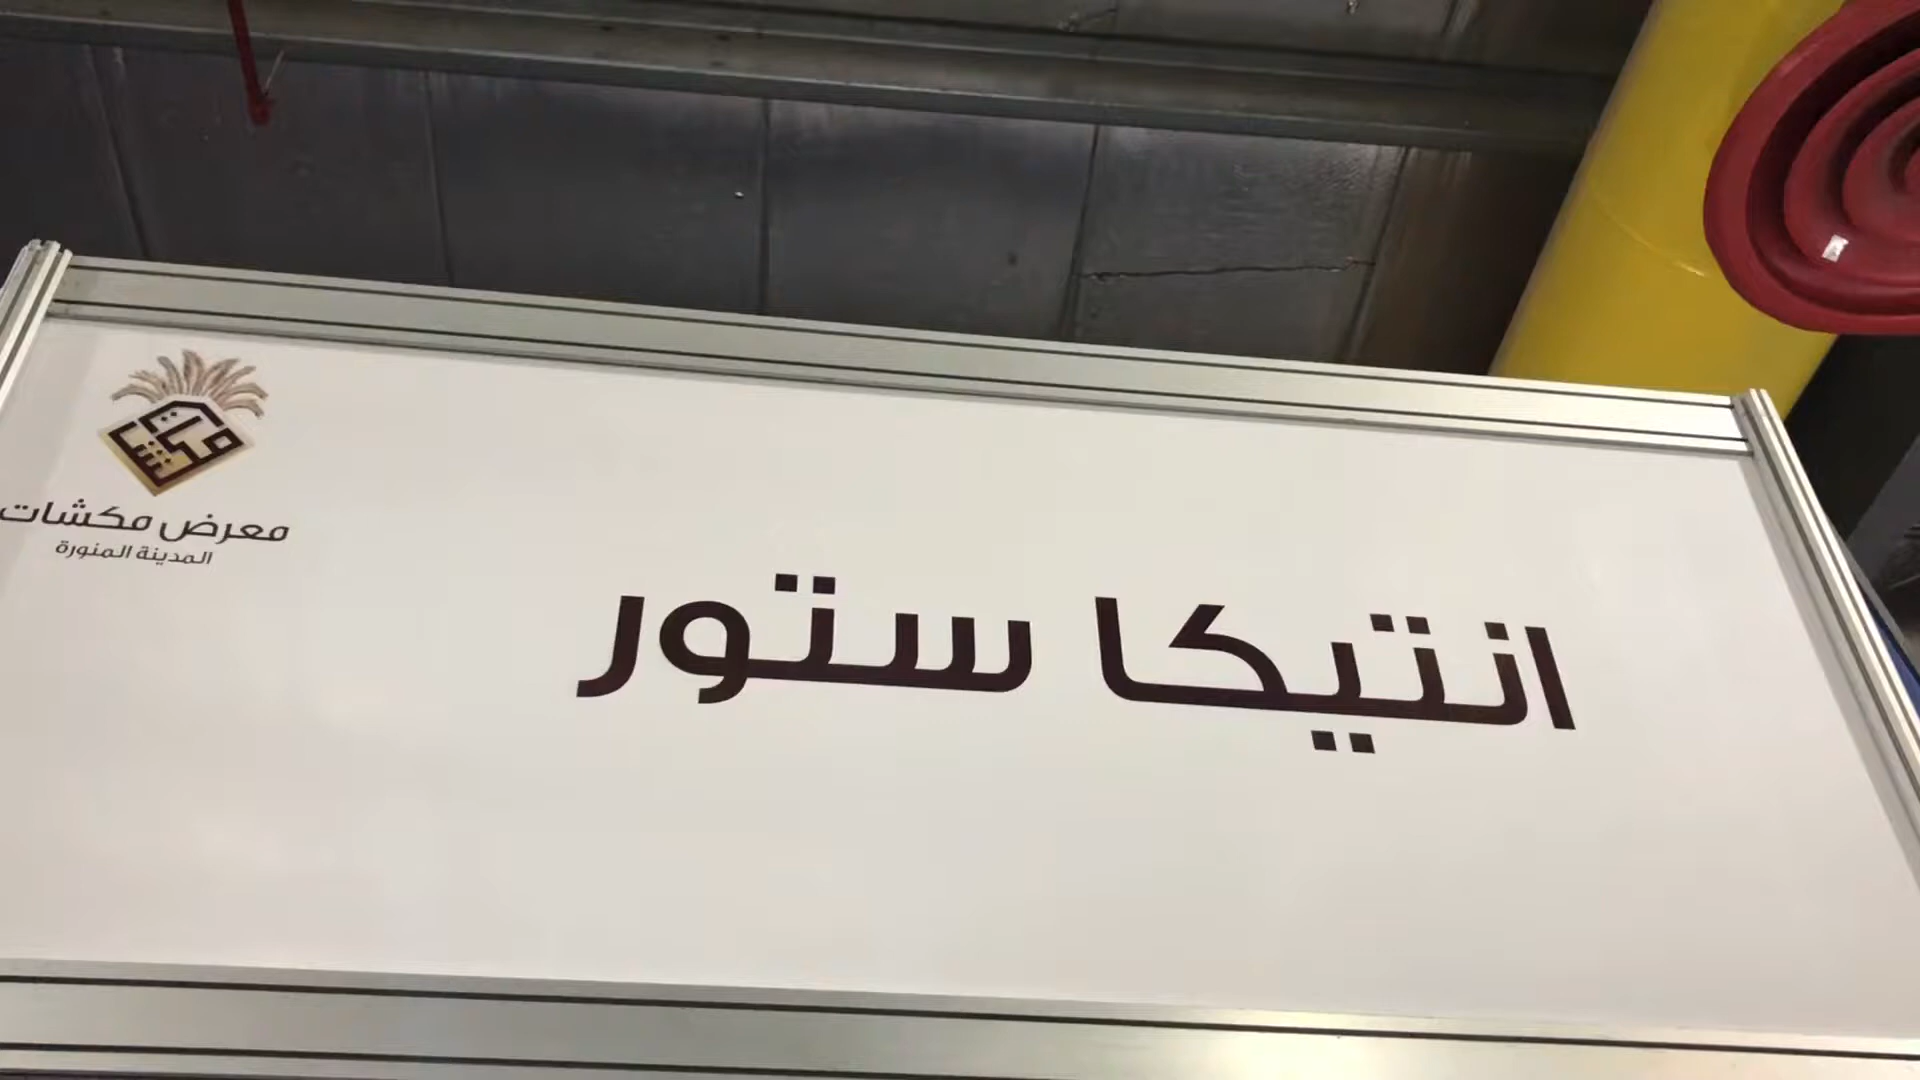 معرض مكشات
المدينة المنورة
انتيكا ستور